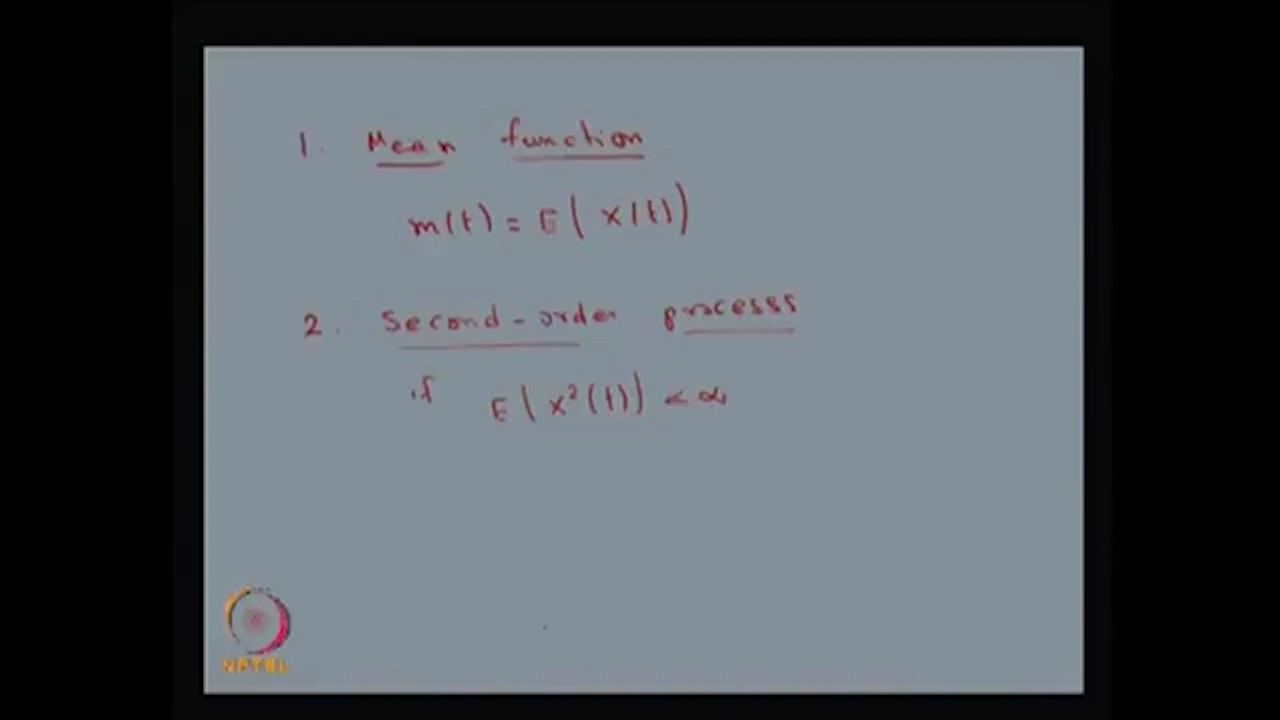 1. Mean function
m(t) = E(X(t))
2. Second-order processs
if E(X²(t)) < ∞
NPTEL